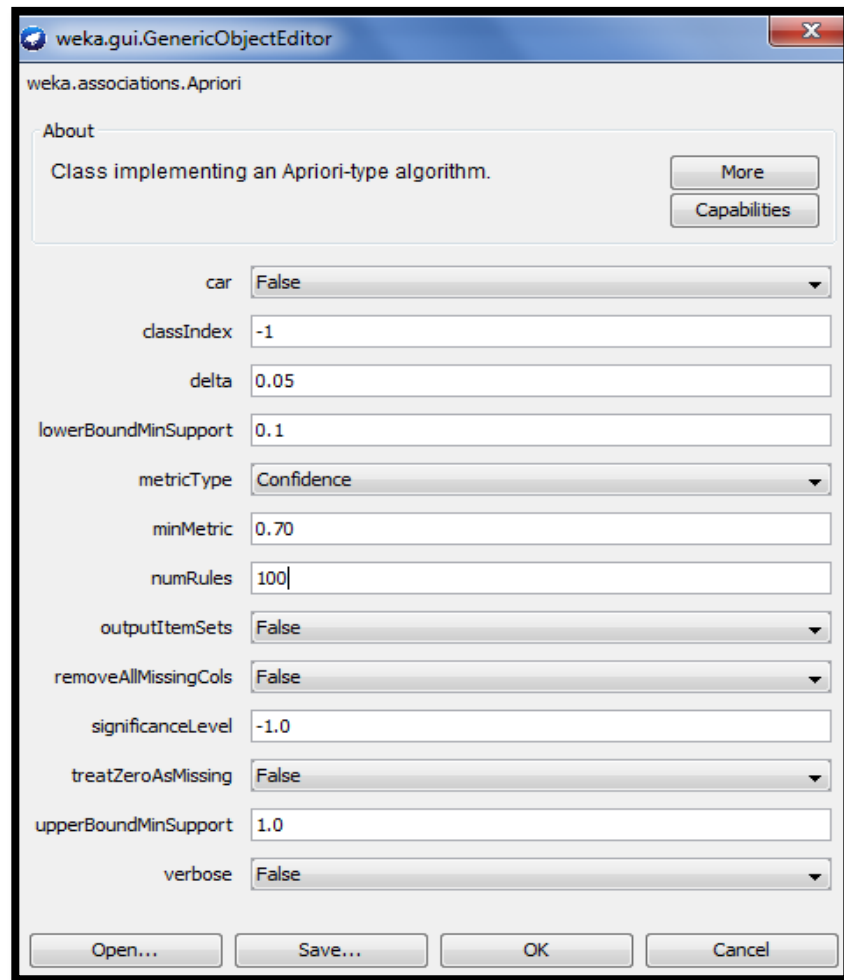 weka.gui.GenericObjectEditor
weka.associations.Apriori
About
Class implementing an Apriori-type algorithm.
More
Capabilities
car False
classIndex -1
delta 0.05
lowerBoundMinSupport 0.1
metricType Confidence
minMetric 0.70
numRules 100
outputItemSets False
removeAllMissingCols False
significanceLevel -1.0
treatZeroAsMissing False
upperBoundMinSupport 1.0
verbose False
Open... Save... OK Cancel